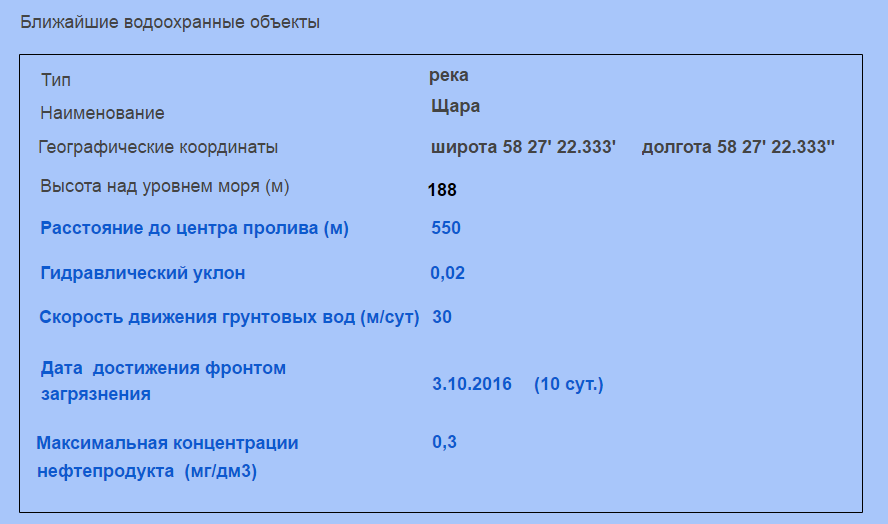 Ближайшие водоохранные объекты
Тип река
Наименование Щара
Географические координаты широта 58 27' 22.333' долгота 58 27' 22.333"
Высота над уровнем моря (м) 188
Расстояние до центра пролива (м) 550
Гидравлический уклон 0,02
Скорость движения грунтовых вод (м/сут) 30
Дата достижения фронтом
загрязнения 3.10.2016 (10 сут.)
Максимальная концентрации 0,3
нефтепродукта (мг/дм3)